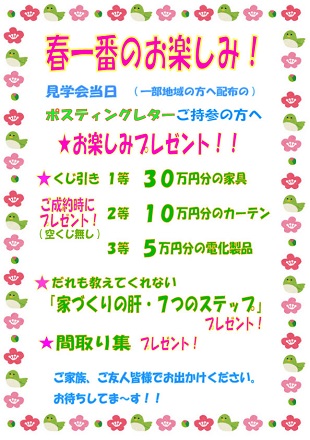 春一番のお楽しみ！
見学会当日 （一部地域の方へ配布の）
ポスティングレターご持参の方へ
★お楽しみプレゼント！！
★くじ引き 1等 ３０万円分の家具
ご成約時に
プレゼント！
（空くじ無し）
2等 １０万円分のカーテン
3等 ５万円分の電化製品
★だれも教えてくれない
「家づくりの肝・７つのステップ」
プレゼント！
★間取り集 プレゼント！
ご家族、ご友人皆様でお出かけください。
お待ちしてま～す！！